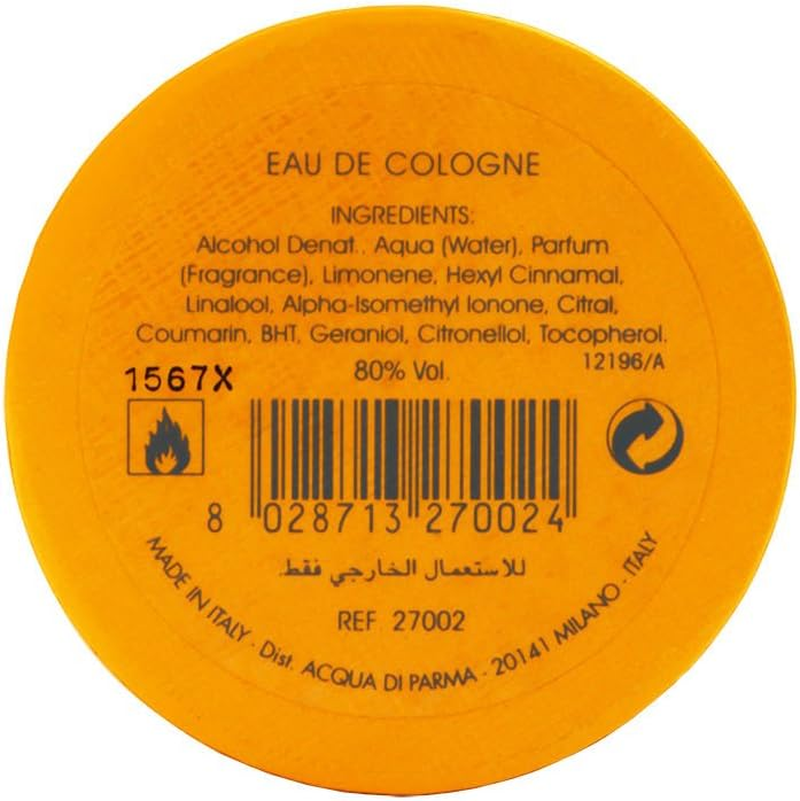 EAU DE COLOGNE
INGREDIENTS:
Alcohol Denat., Aqua (Water), Parfum
(Fragrance), Limonene, Hexyl Cinnamal,
Linalool, Alpha-Isomethyl Ionone, Citral,
Coumarin, BHT, Geraniol, Citronellol, Tocopherol.
12196/A
1567X
80% Vol.
8 028713 270024
للاستعمال الخارجي فقط.
REF 27002
MADE IN ITALY . Dist. ACQUA DI PARMA . 20141 MILANO . ITALY